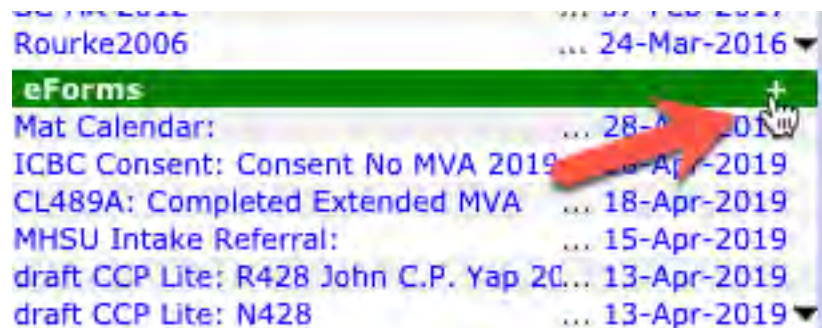 Rourke2006 ... 24-Mar-2016
eForms +
Mat Calendar: ... 28-
ICBC Consent: Consent No MVA 2019 -Apr-2019
CL489A: Completed Extended MVA ... 18-Apr-2019
MHSU Intake Referral: ... 15-Apr-2019
draft CCP Lite: R428 John C.P. Yap 20... 13-Apr-2019
draft CCP Lite: N428 ... 13-Apr-2019